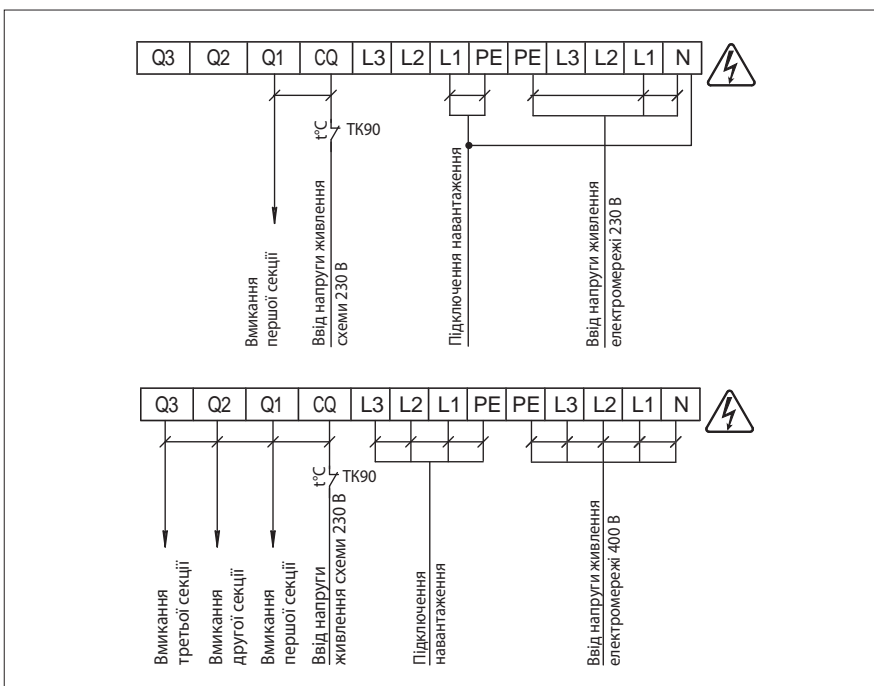 Q3 Q2 Q1 CQ L3 L2 L1 PE PE L3 L2 L1 N
t°C
TK90
Вмикання
першої секції
Ввід напруги живлення
схеми 230 В
Підключення навантаження
Ввід напруги живлення
електромережі 230 В
Q3 Q2 Q1 CQ L3 L2 L1 PE PE L3 L2 L1 N
t°C
TK90
Вмикання
третьої секції
Вмикання
другої секції
Вмикання
першої секції
Ввід напруги
живлення схеми 230 В
Підключення
навантаження
Ввід напруги живлення
електромережі 400 В